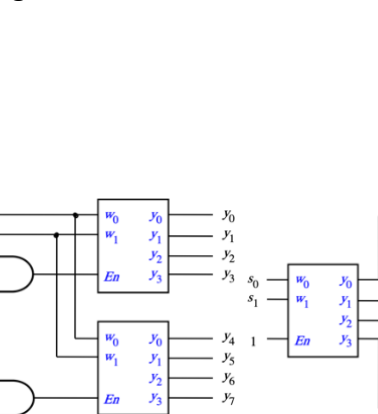 w0 y0 y0
w1 y1 y1
y2 y2
En y3 y3
s0 w0 y0
s1 w1 y1
y2
1 En y3
w0 y0 y4
w1 y1 y5
y2 y6
En y3 y7